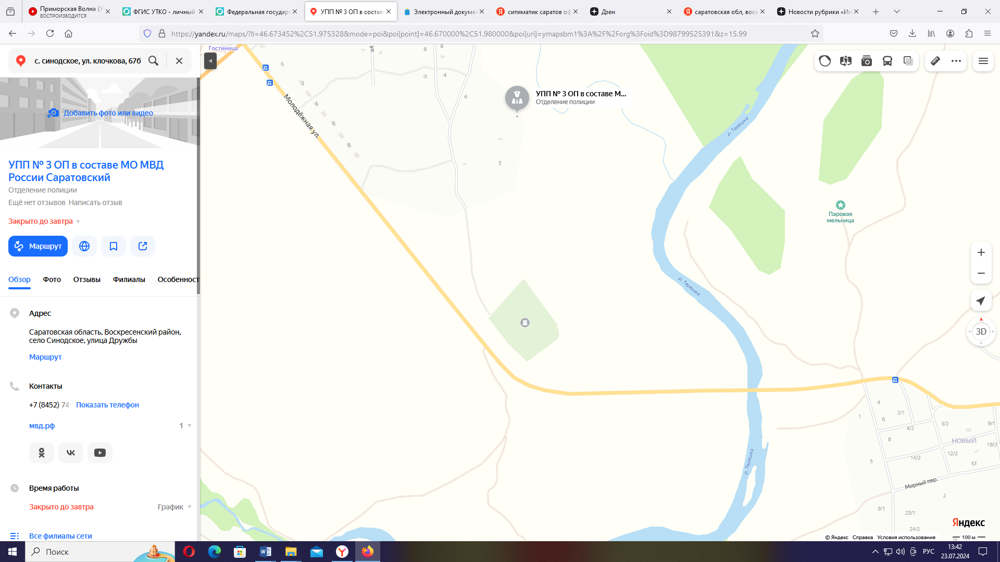 Приморская Волна (У
ВОСПРОИЗВОДИТСЯ
ФГИС УТКО - личный
Федеральная государс
УПП № 3 ОП в составе
Электронный докумен
ситиматик саратов оф
Дзен
саратовская обл, воск
Новости рубрики «Ин
https://yandex.ru/maps/?ll=46.673452%2C51.975328&mode=poi&poi[point]=46.670000%2C51.980000&poi[uri]=ymapsbm1%3A%2F%2Forg%3Foid%3D98799525391&z=15.99
с. синодское, ул. клочкова, 67б
Добавить фото или видео
УПП № 3 ОП в составе МО МВД
России Саратовский
Отделение полиции
Ещё нет отзывов Написать отзыв
Закрыто до завтра
Маршрут
Обзор Фото Отзывы Филиалы Особенност
Адрес
Саратовская область, Воскресенский район,
село Синодское, улица Дружбы
Маршрут
Контакты
+7 (8452) 74- Показать телефон
мвд.рф 1
Время работы
Закрыто до завтра График
Все филиалы сети
Гостиница
ул.
9
8
1
7
4
2
6
4
6
8
7
Молодёжная ул.
УПП № 3 ОП в составе М...
Отделение полиции
р. Терешка
Паровая
мельница
р. Терешка
р. Терешка
3D
4
1
6
2/1
4/2
3/2
9/1
8
НОВЫЙ
10/2
12/2
14/2
5
17
Мирный пер.
2
9/1
23/1
24/2
Яндекс
© Яндекс Справка Условия использования
100 м
Поиск
РУС
13:42
23.07.2024